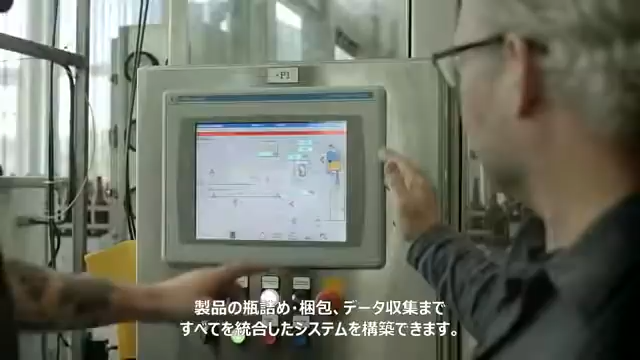 製品の瓶詰め・梱包、データ収集まで
すべてを統合したシステムを構築できます。